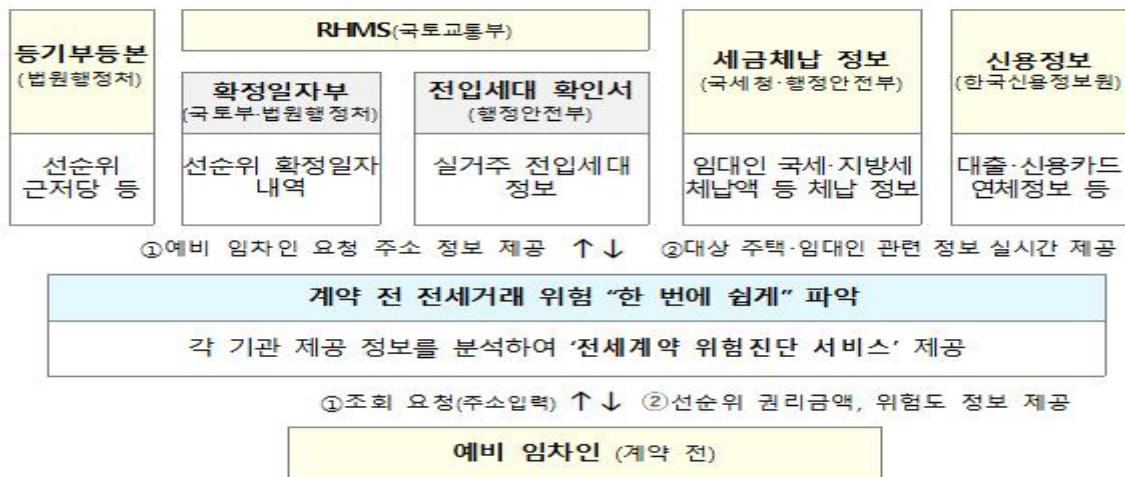 등기부등본
(법원행정처)
선순위
근저당 등
RHMS(국토교통부)
확정일자부
(국토부·법원행정처)
선순위 확정일자
내역
전입세대 확인서
(행정안전부)
실거주 전입세대
정보
세금체납 정보
(국세청·행정안전부)
임대인 국세·지방세
체납액 등 체납 정보
신용정보
(한국신용정보원)
대출·신용카드
연체정보 등
①예비 임차인 요청 주소 정보 제공 ↑↓ ②대상 주택·임대인 관련 정보 실시간 제공
계약 전 전세거래 위험 “한 번에 쉽게” 파악
각 기관 제공 정보를 분석하여 ‘전세계약 위험진단 서비스’ 제공
①조회 요청(주소입력) ↑↓ ②선순위 권리금액, 위험도 정보 제공
예비 임차인 (계약 전)